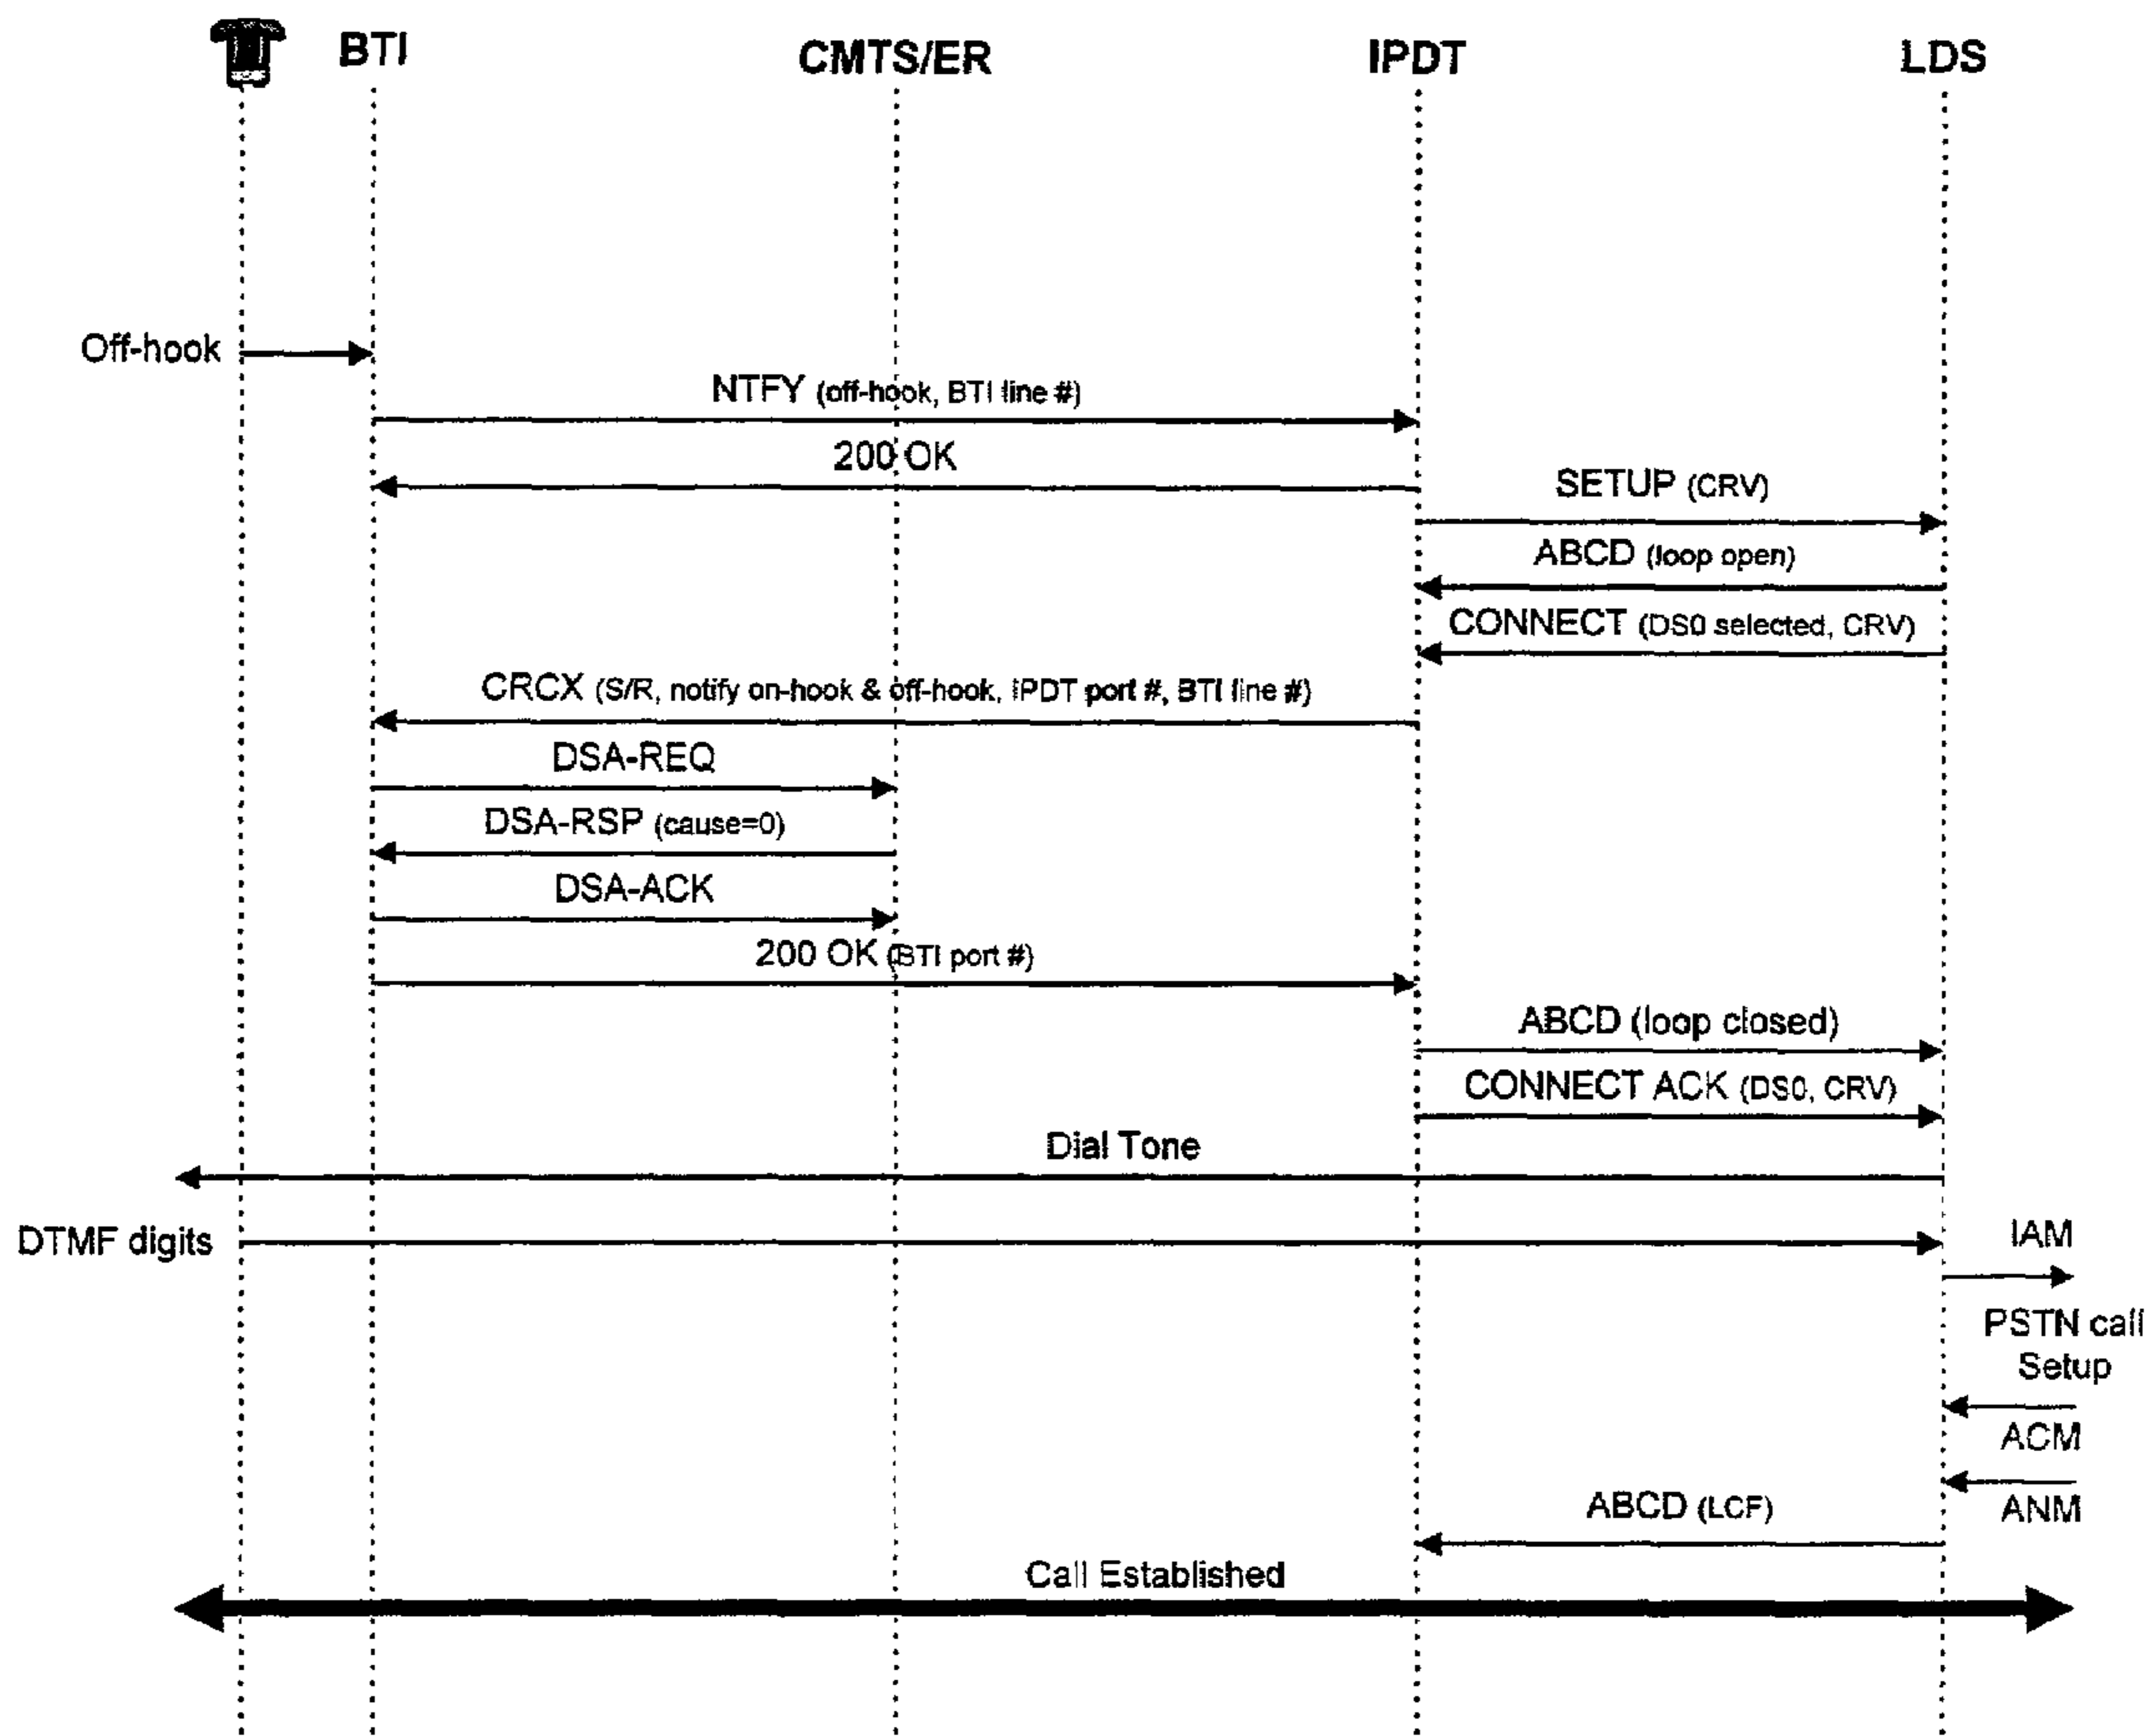 BTI
CMTS/ER
IPDT
LDS
Off-hook
NTFY (off-hook, BTI line #)
200 OK
SETUP (CRV)
ABCD (loop open)
CONNECT (DS0 selected, CRV)
CRCX (S/R, notify on-hook & off-hook, IPDT port #, BTI line #)
DSA-REQ
DSA-RSP (cause=0)
DSA-ACK
200 OK (BTI port #)
ABCD (loop closed)
CONNECT ACK (DS0, CRV)
Dial Tone
DTMF digits
IAM
PSTN call
Setup
ACM
ANM
ABCD (LCF)
Call Established